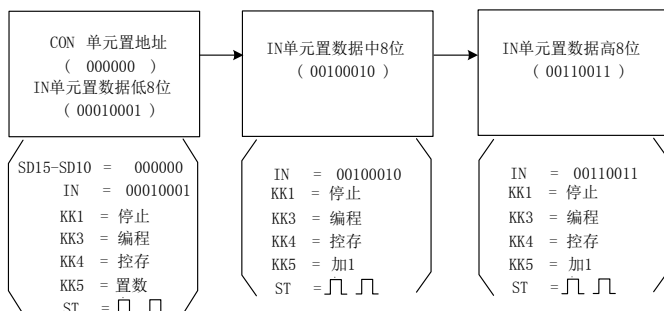 CON 单元置地址
( 000000 )
IN单元置数据低8位
( 00010001 )
IN单元置数据中8位
( 00100010 )
IN 单元置数据高8位
( 00110011 )
SD15-SD10 = 000000
IN = 00010001
KK1 = 停止
KK3 = 编程
KK4 = 控存
KK5 = 置数
ST =
IN = 00100010
KK1 = 停止
KK3 = 编程
KK4 = 控存
KK5 = 加1
ST =
IN = 00110011
KK1 = 停止
KK3 = 编程
KK4 = 控存
KK5 = 加1
ST =